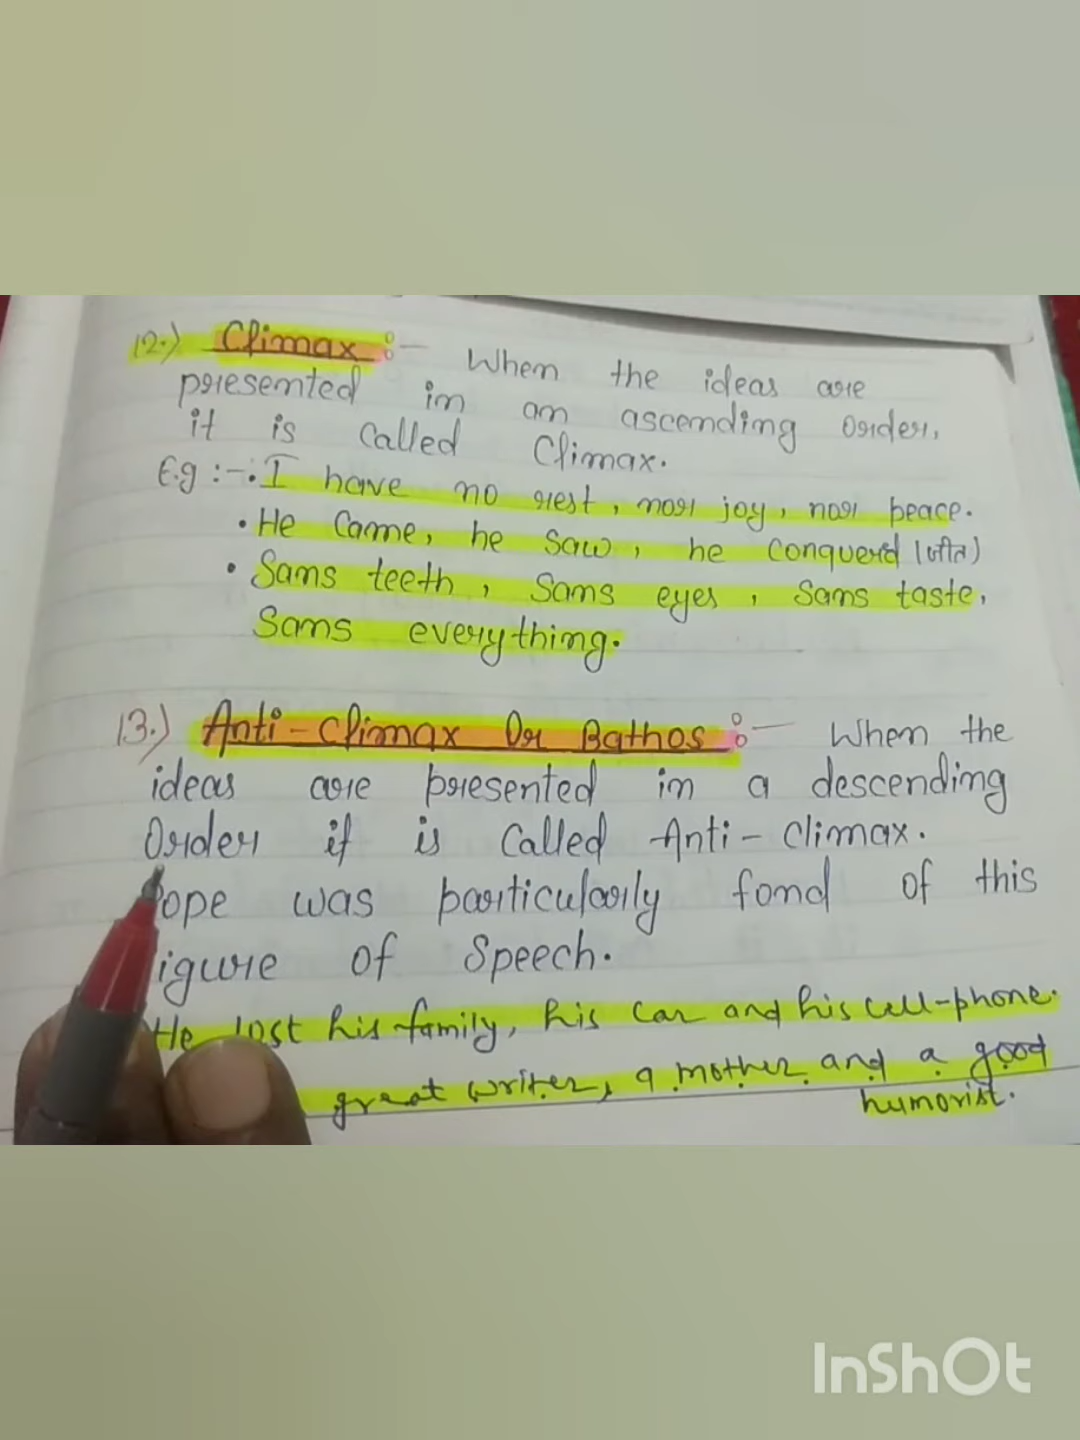 12.) Climax :- When the ideas are
presented in an ascending order,
it is called Climax.
E.g :- • I have no rest, nor joy, nor peace.
• He came, he saw, he conquered (जीत)
• Sans teeth, Sans eyes, Sans taste,
Sans everything.
13.) Anti-Climax Or Bathos :- When the
ideas are presented in a descending
Order it is called Anti-climax.
Pope was particularly fond of this
igure of Speech.
He lost his family, his car and his cell-phone.
great writer, a mother and a good
humorist.
InShOt